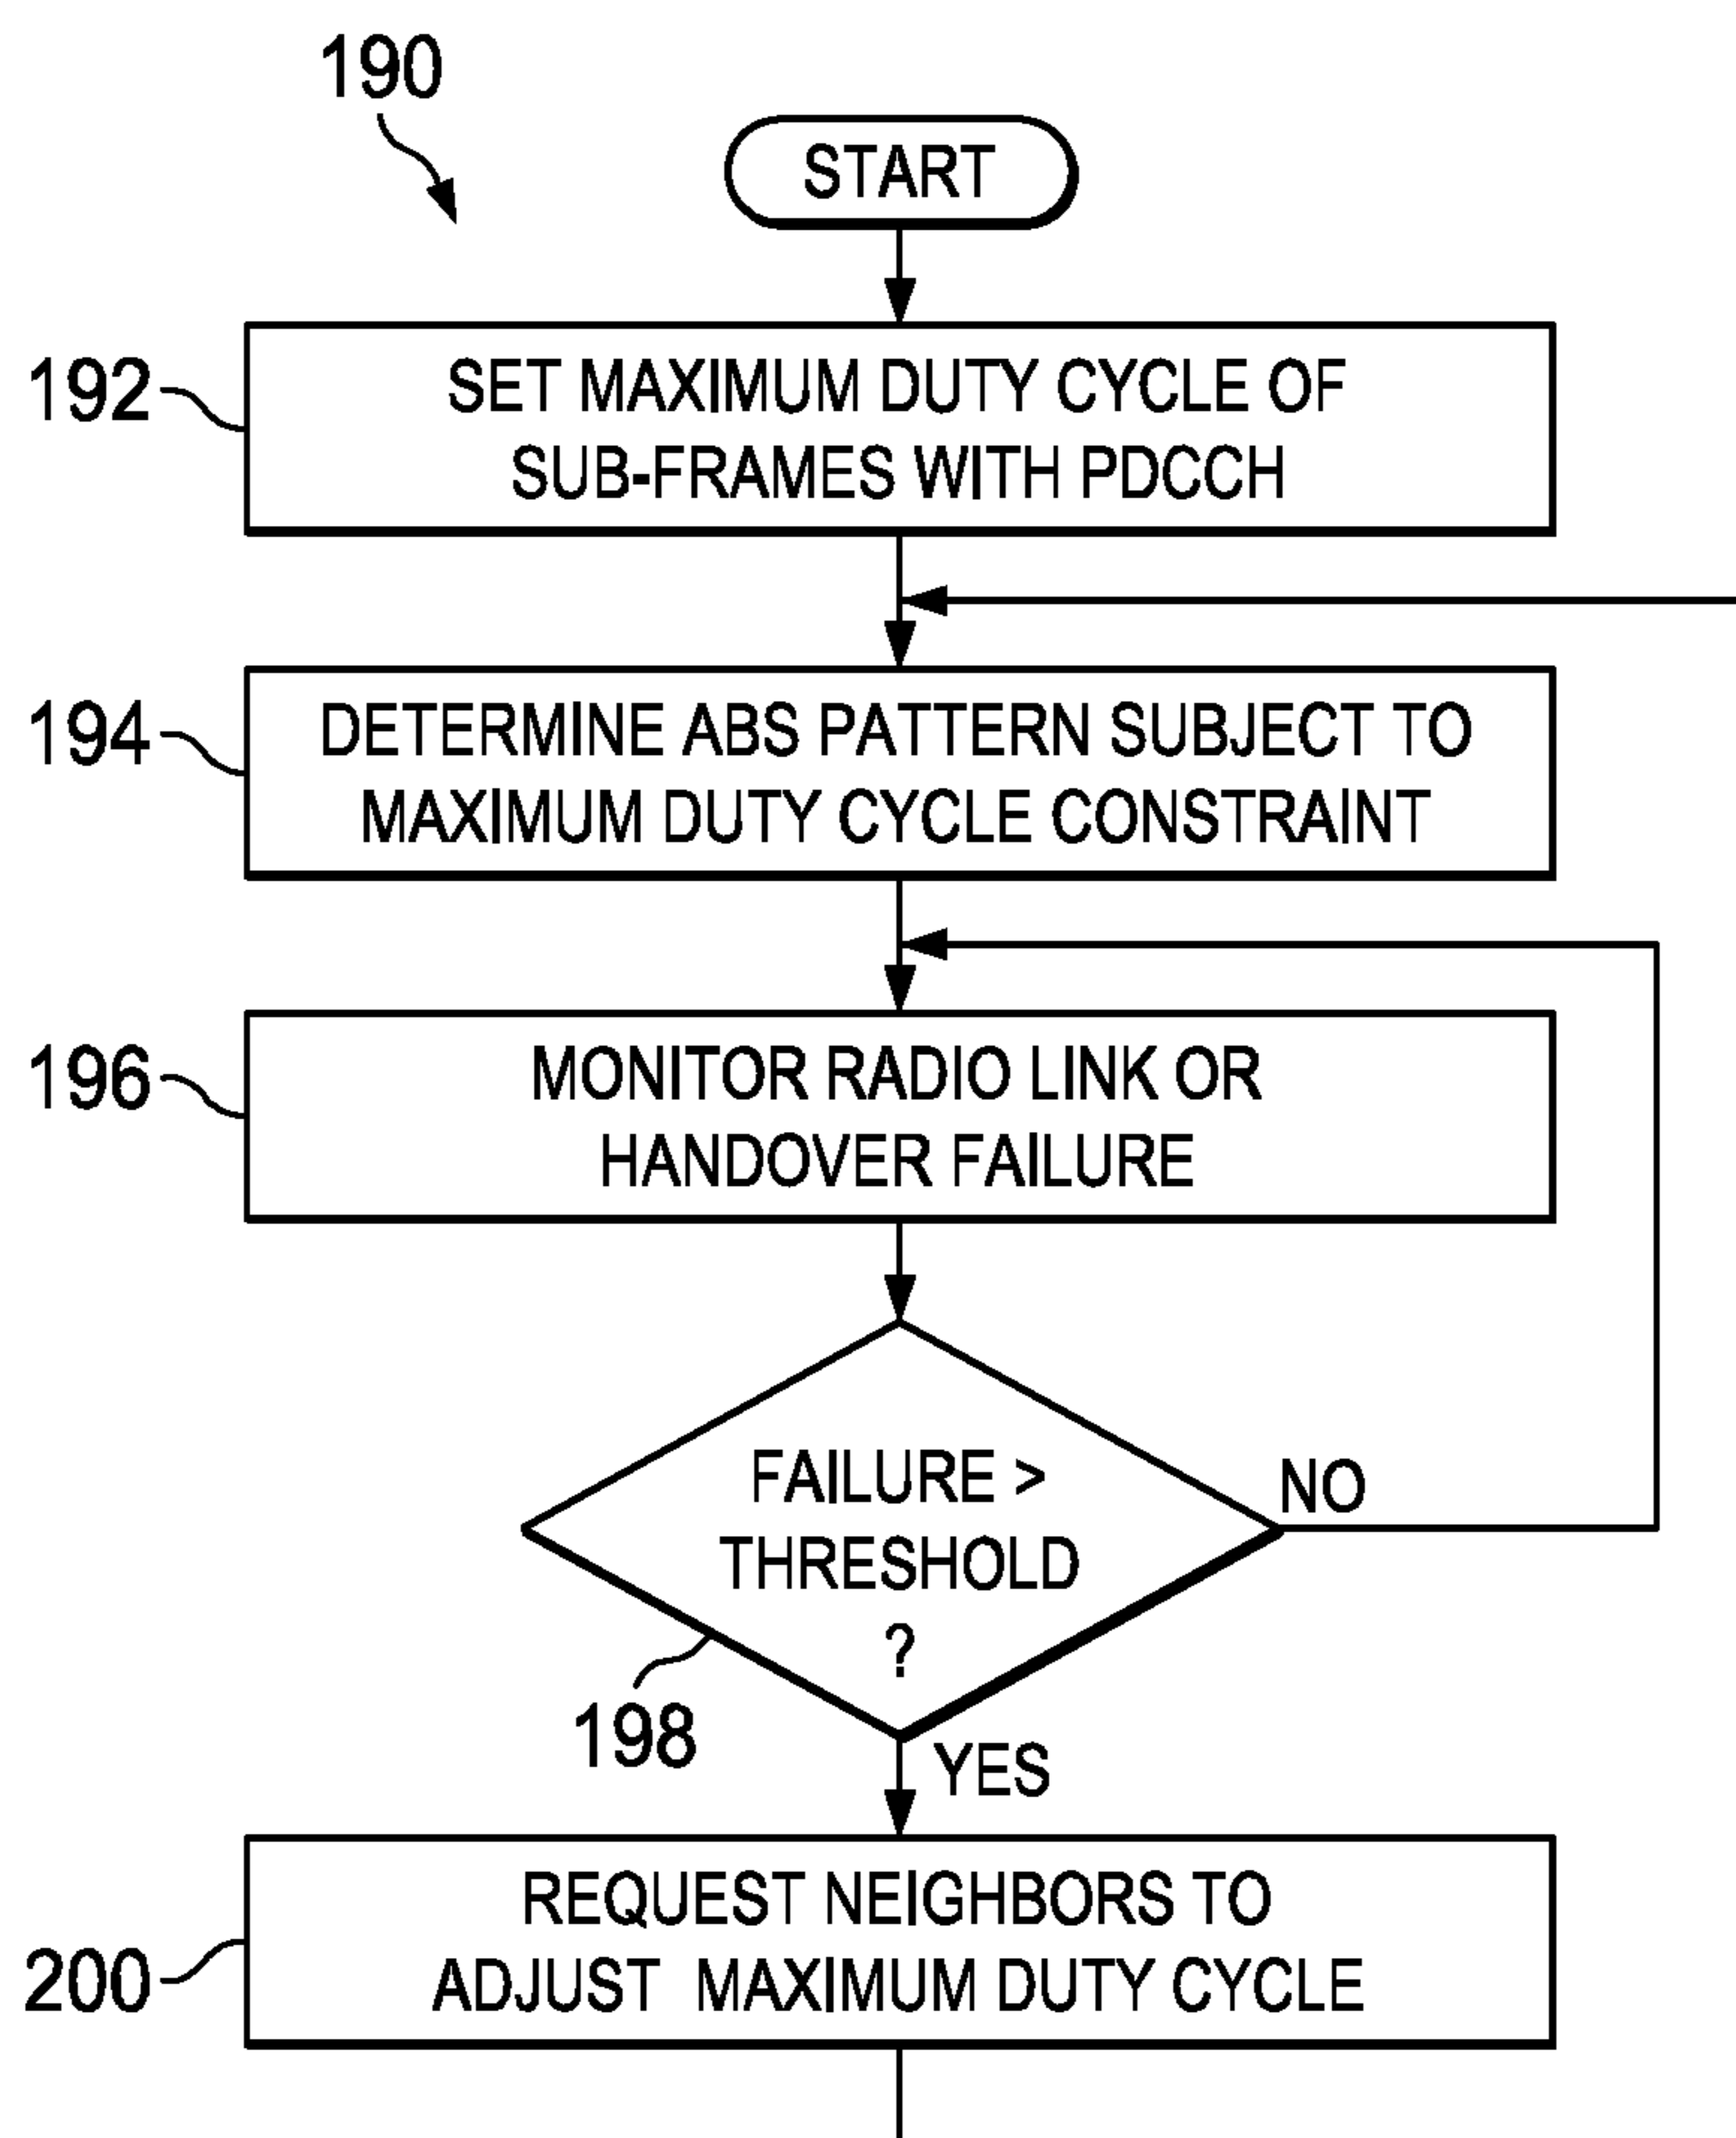 190
START
192
SET MAXIMUM DUTY CYCLE OF
SUB-FRAMES WITH PDCCH
194
DETERMINE ABS PATTERN SUBJECT TO
MAXIMUM DUTY CYCLE CONSTRAINT
196
MONITOR RADIO LINK OR
HANDOVER FAILURE
FAILURE >
THRESHOLD
?
NO
198
YES
200
REQUEST NEIGHBORS TO
ADJUST MAXIMUM DUTY CYCLE